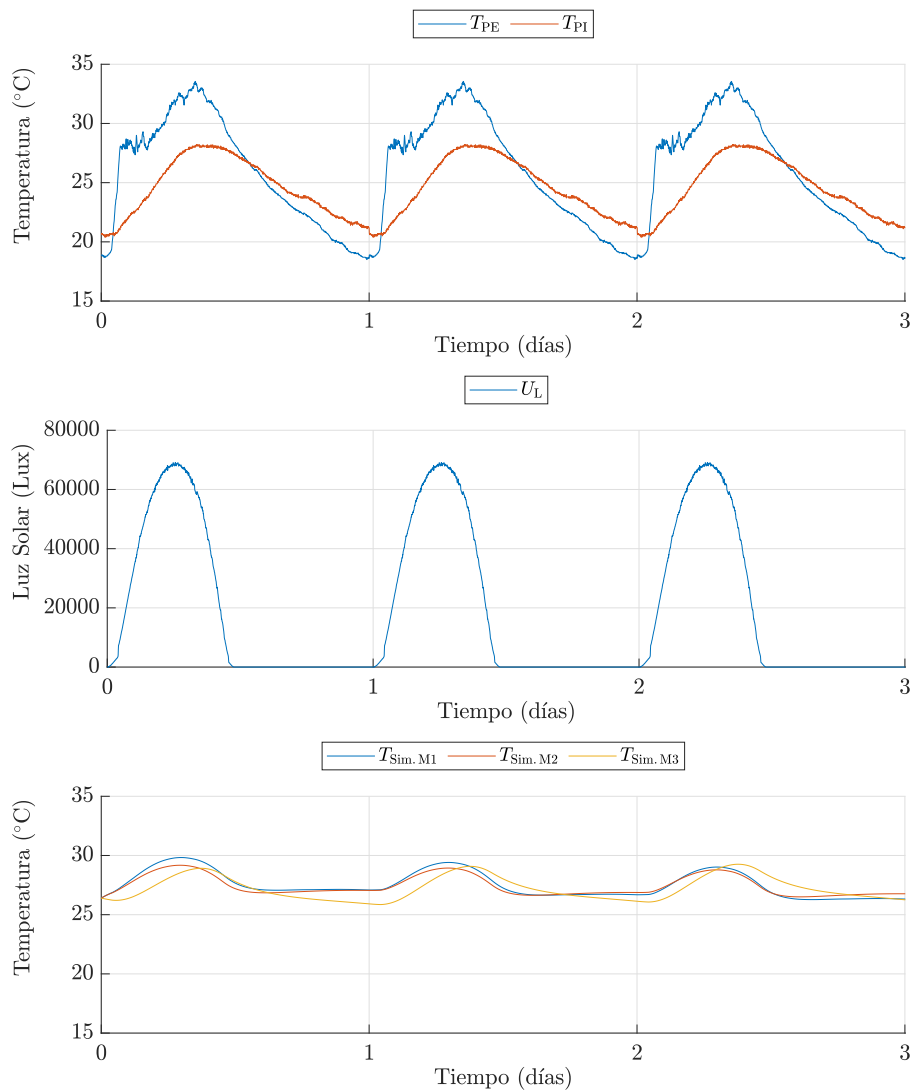 T_PE T_PI
35
30
25
20
15
Temperatura (°C)
0 1 2 3
Tiempo (días)
U_L
80000
60000
40000
20000
0
Luz Solar (Lux)
0 1 2 3
Tiempo (días)
T_Sim. M1 T_Sim. M2 T_Sim. M3
35
30
25
20
15
Temperatura (°C)
0 1 2 3
Tiempo (días)